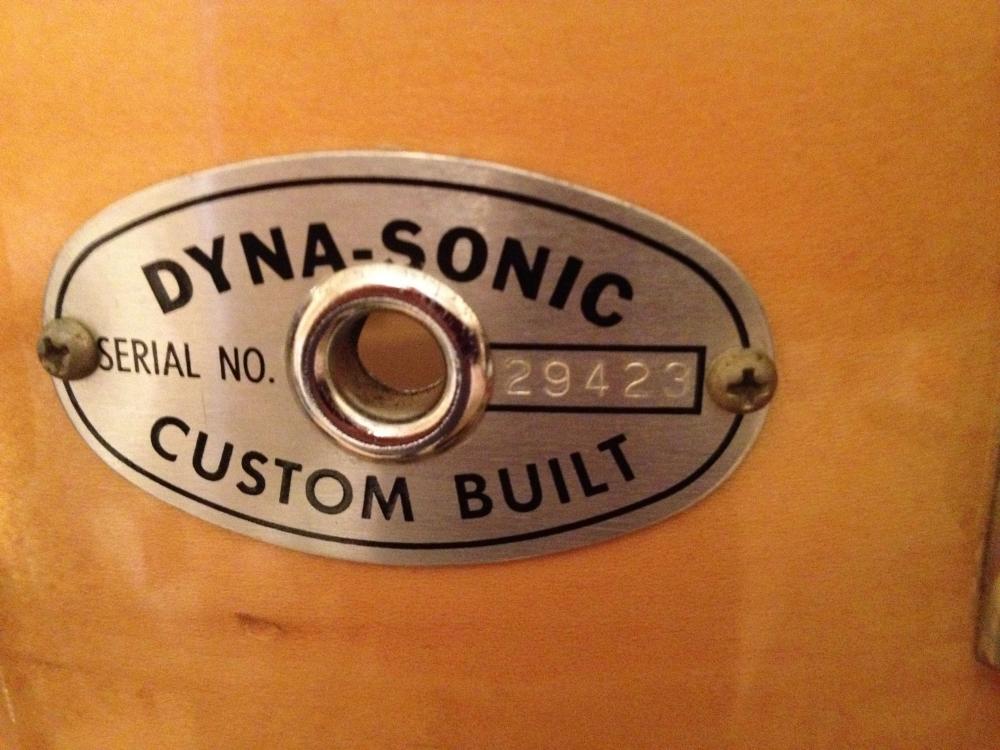 DYNA-SONIC
SERIAL NO. 29423
CUSTOM BUILT